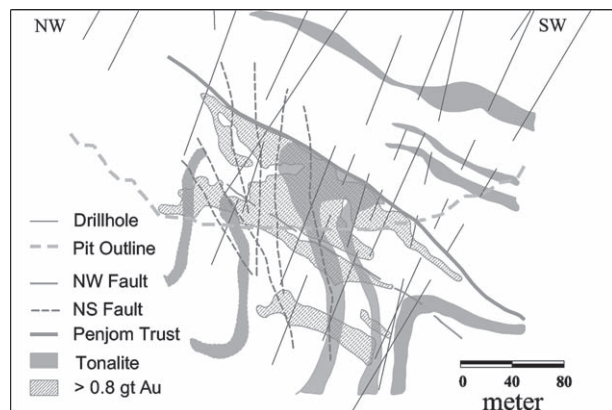 NW
SW
Drillhole
Pit Outline
NW Fault
NS Fault
Penjom Trust
Tonalite
> 0.8 gt Au
0 40 80
meter